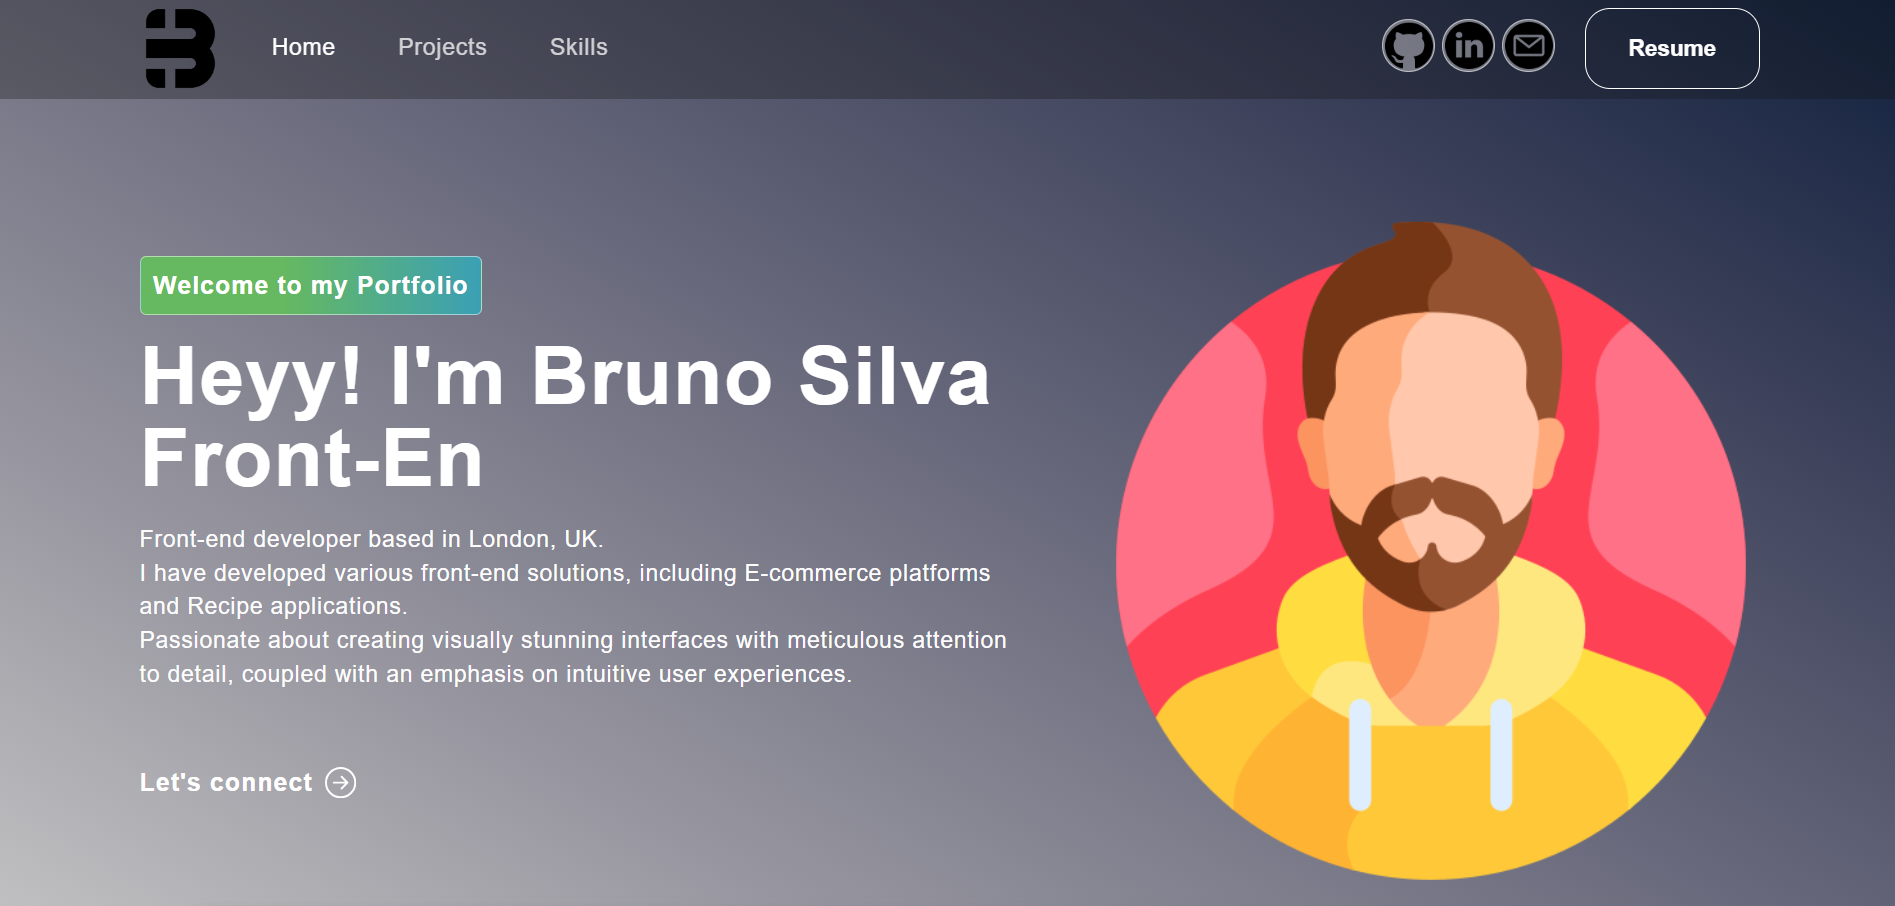 B
Home
Projects
Skills
in
Resume
Welcome to my Portfolio
Heyy! I'm Bruno Silva
Front-En
Front-end developer based in London, UK.
I have developed various front-end solutions, including E-commerce platforms
and Recipe applications.
Passionate about creating visually stunning interfaces with meticulous attention
to detail, coupled with an emphasis on intuitive user experiences.
Let's connect